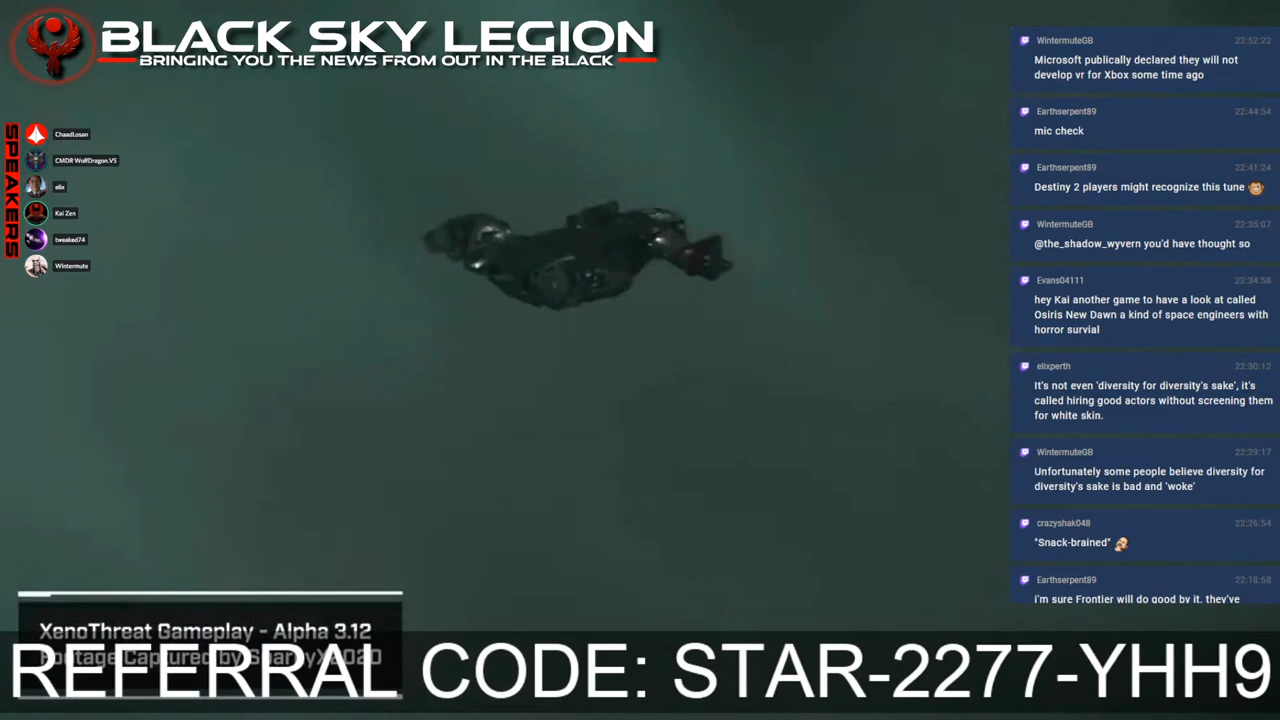 BLACK SKY LEGION
BRINGING YOU THE NEWS FROM OUT IN THE BLACK
SPEAKERS
ChaadLosan
CMDR WolfDragon.VS
elix
Kai Zen
tweaked74
Wintermute
WintermuteGB 22:52:22
Microsoft publically declared they will not
develop vr for Xbox some time ago
Earthserpent89 22:44:54
mic check
Earthserpent89 22:41:24
Destiny 2 players might recognize this tune
WintermuteGB 22:35:07
@the_shadow_wyvern you'd have thought so
Evans04111 22:34:58
hey Kai another game to have a look at called
Osiris New Dawn a kind of space engineers with
horror survial
elixperth 22:30:12
It's not even 'diversity for diversity's sake', it's
called hiring good actors without screening them
for white skin.
WintermuteGB 22:29:17
Unfortunately some people believe diversity for
diversity's sake is bad and 'woke'
crazyshak048 22:26:54
"Snack-brained"
Earthserpent89 22:18:58
i'm sure Frontier will do good by it. they've
XenoThreat Gameplay - Alpha 3.12
Footage Captured by
REFERRAL CODE: STAR-2277-YHH9